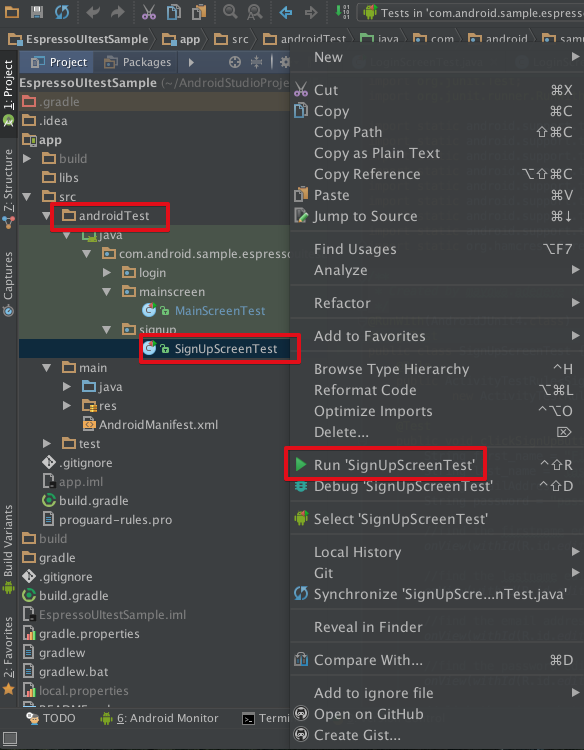 Tests in 'com.android.sample.espress
EspressoUItestSample app src androidTest java com android sam
Project Packages
1: Project
Z: Structure
Captures
Build Variants
2: Favorites
EspressoUItestSample (~/AndroidStudioProje
.gradle
.idea
app
build
libs
src
androidTest
java
com.android.sample.espresso
login
mainscreen
MainScreenTest
signup
SignUpScreenTest
main
java
res
AndroidManifest.xml
test
.gitignore
app.iml
build.gradle
proguard-rules.pro
build
gradle
.gitignore
build.gradle
EspressoUItestSample.iml
gradle.properties
gradlew
gradlew.bat
local.properties
New
Cut ⌘X
Copy ⌘C
Copy Path ⇧⌘C
Copy as Plain Text
Copy Reference ⌥⇧⌘C
Paste ⌘V
Jump to Source ⌘↓
Find Usages ⌥F7
Analyze
Refactor
Add to Favorites
Browse Type Hierarchy ^H
Reformat Code ⌥⌘L
Optimize Imports ^⌥O
Delete... ⌦
Run 'SignUpScreenTest' ^⇧R
Debug 'SignUpScreenTest' ^⇧D
Select 'SignUpScreenTest'
Local History
Git
Synchronize 'SignUpScre...nTest.java'
Reveal in Finder
Compare With... ⌘D
Add to ignore file
Open on GitHub
Create Gist...
TODO 6: Android Monitor Termi